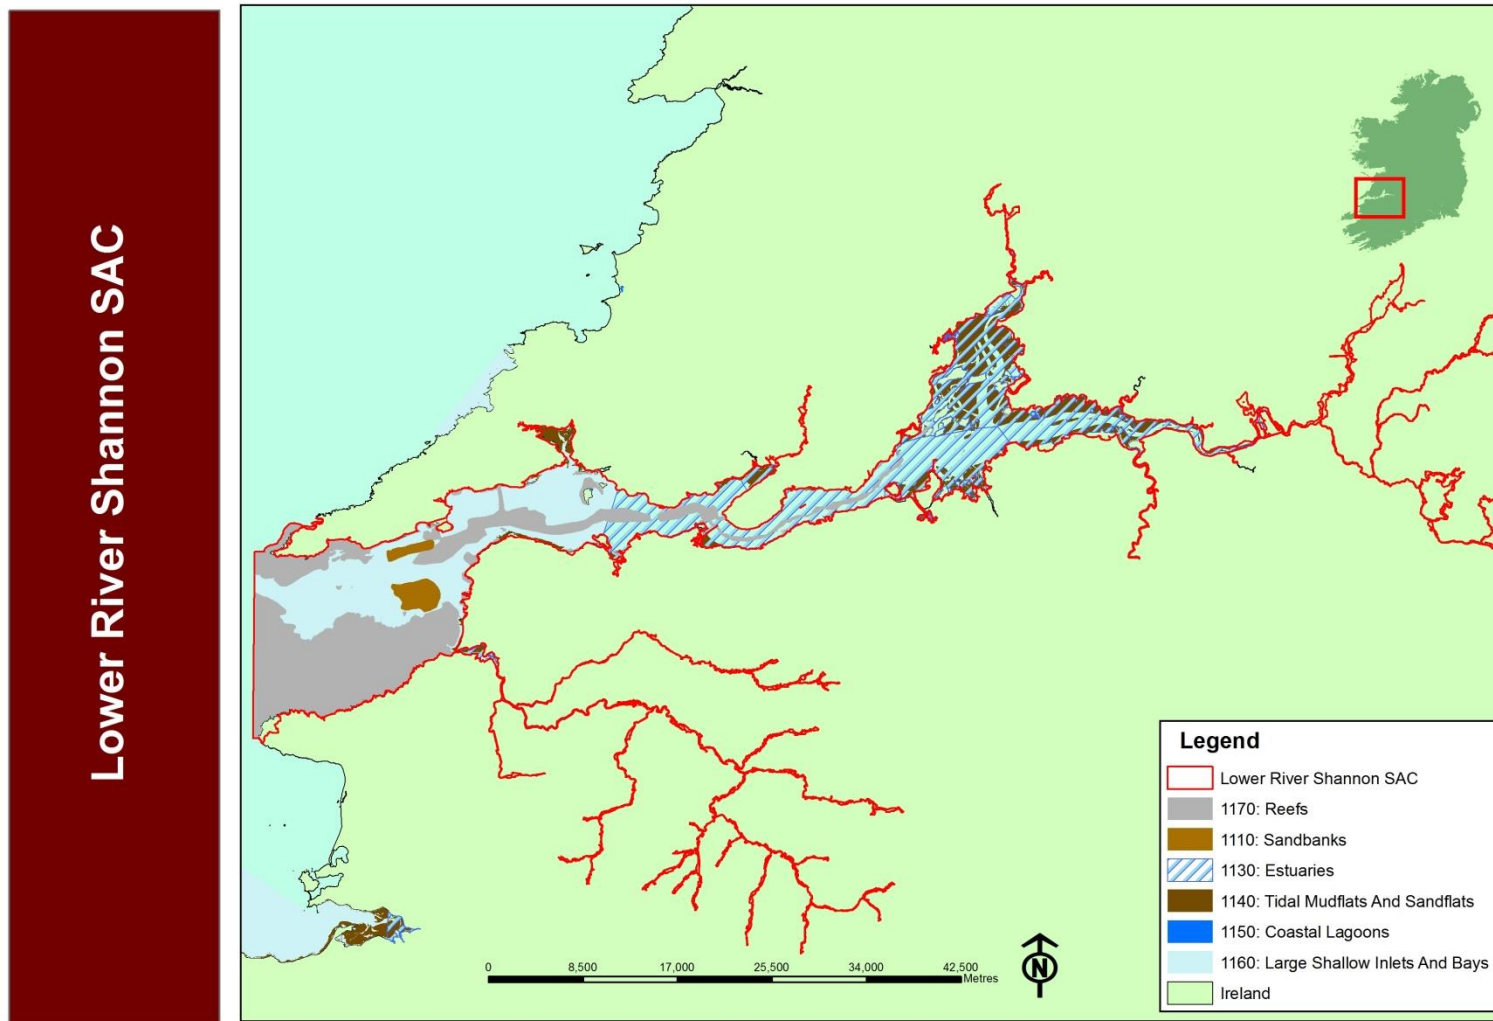 Lower River Shannon SAC
Legend
Lower River Shannon SAC
1170: Reefs
1110: Sandbanks
1130: Estuaries
1140: Tidal Mudflats And Sandflats
1150: Coastal Lagoons
1160: Large Shallow Inlets And Bays
Ireland
0 8,500 17,000 25,500 34,000 42,500
Metres
N